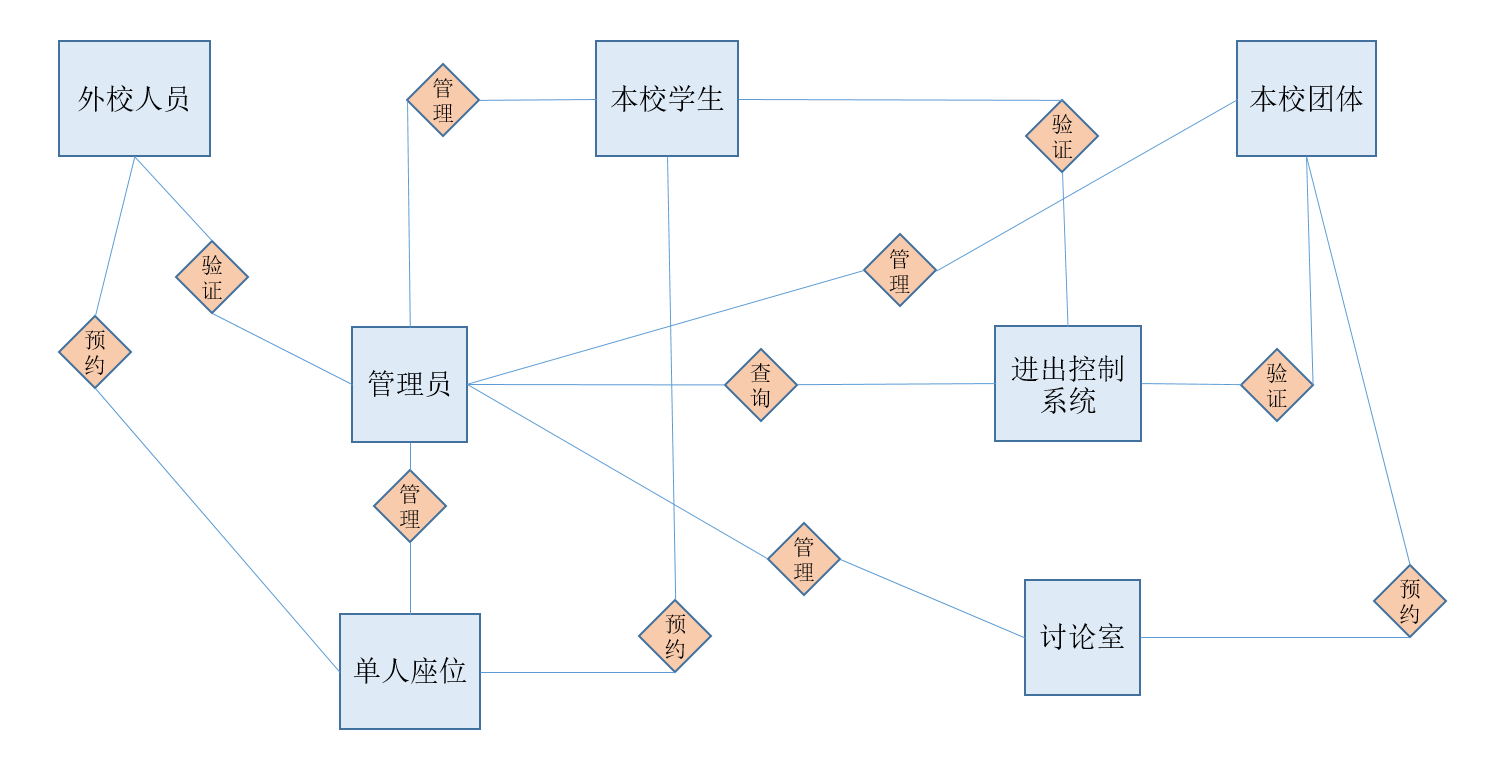 外校人员
管
理
本校学生
本校团体
验
证
验
证
管
理
预
约
管理员
查
询
进出控制
系统
验
证
管
理
管
理
预
约
预
约
讨论室
单人座位